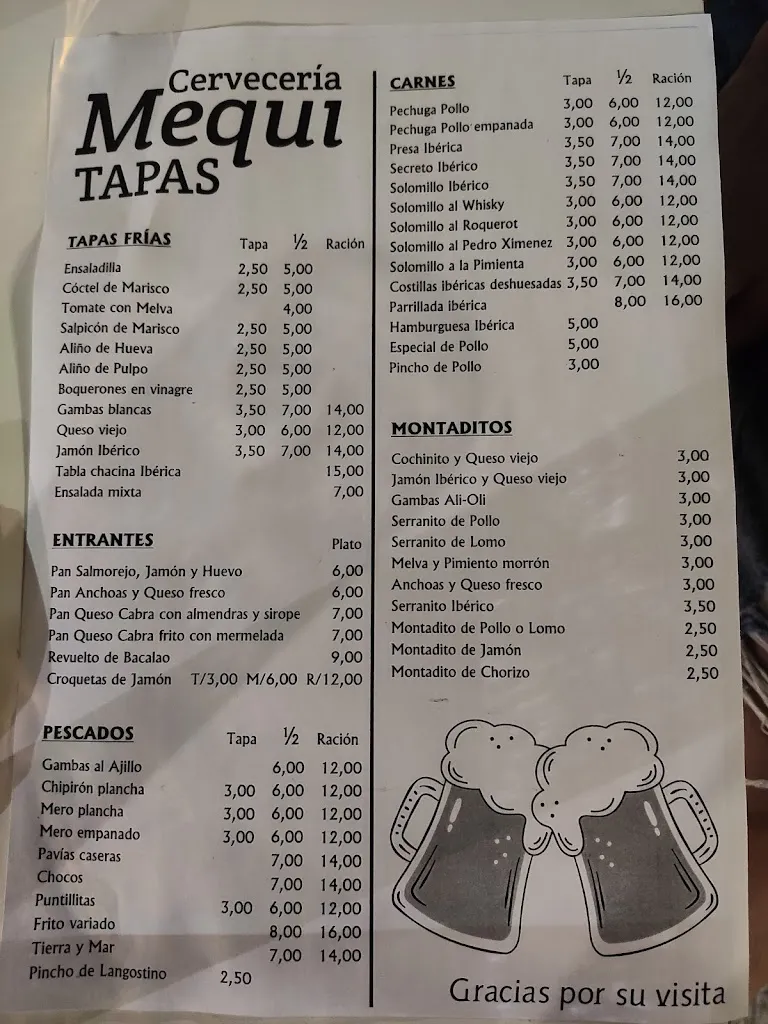 Cervecería
Mequi
TAPAS
TAPAS FRÍAS Tapa ½ Ración
Ensaladilla 2,50 5,00
Cóctel de Marisco 2,50 5,00
Tomate con Melva 4,00
Salpicón de Marisco 2,50 5,00
Aliño de Hueva 2,50 5,00
Aliño de Pulpo 2,50 5,00
Boquerones en vinagre 2,50 5,00
Gambas blancas 3,50 7,00 14,00
Queso viejo 3,00 6,00 12,00
Jamón Ibérico 3,50 7,00 14,00
Tabla chacina Ibérica 15,00
Ensalada mixta 7,00
ENTRANTES Plato
Pan Salmorejo, Jamón y Huevo 6,00
Pan Anchoas y Queso fresco 6,00
Pan Queso Cabra con almendras y sirope 7,00
Pan Queso Cabra frito con mermelada 7,00
Revuelto de Bacalao 9,00
Croquetas de Jamón T/3,00 M/6,00 R/12,00
PESCADOS Tapa ½ Ración
Gambas al Ajillo 6,00 12,00
Chipirón plancha 3,00 6,00 12,00
Mero plancha 3,00 6,00 12,00
Mero empanado 3,00 6,00 12,00
Pavías caseras 7,00 14,00
Chocos 7,00 14,00
Puntillitas 3,00 6,00 12,00
Frito variado 8,00 16,00
Tierra y Mar 7,00 14,00
Pincho de Langostino 2,50
CARNES Tapa ½ Ración
Pechuga Pollo 3,00 6,00 12,00
Pechuga Pollo empanada 3,00 6,00 12,00
Presa Ibérica 3,50 7,00 14,00
Secreto Ibérico 3,50 7,00 14,00
Solomillo Ibérico 3,50 7,00 14,00
Solomillo al Whisky 3,00 6,00 12,00
Solomillo al Roquerot 3,00 6,00 12,00
Solomillo al Pedro Ximenez 3,00 6,00 12,00
Solomillo a la Pimienta 3,00 6,00 12,00
Costillas ibéricas deshuesadas 3,50 7,00 14,00
Parrillada ibérica 8,00 16,00
Hamburguesa Ibérica 5,00
Especial de Pollo 5,00
Pincho de Pollo 3,00
MONTADITOS
Cochinito y Queso viejo 3,00
Jamón Ibérico y Queso viejo 3,00
Gambas Ali-Oli 3,00
Serranito de Pollo 3,00
Serranito de Lomo 3,00
Melva y Pimiento morrón 3,00
Anchoas y Queso fresco 3,00
Serranito Ibérico 3,50
Montadito de Pollo o Lomo 2,50
Montadito de Jamón 2,50
Montadito de Chorizo 2,50
Gracias por su visita